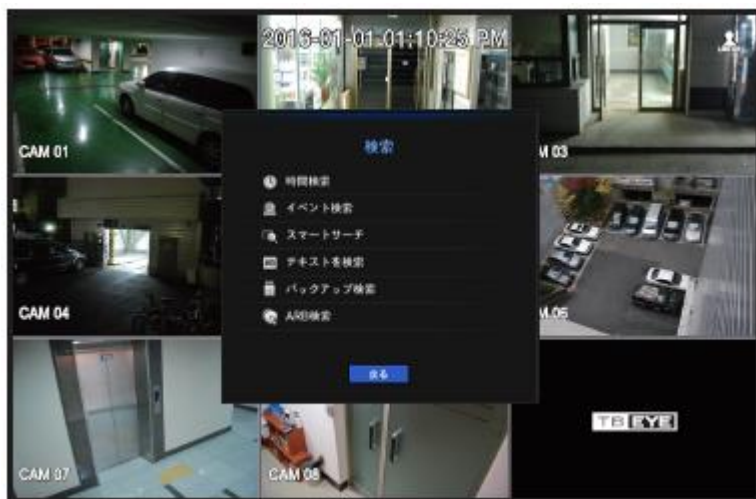 2016-01-01 01:10:25 PM
CAM 01
検索
M 03
時間検索
イベント検索
スマートサーチ
テキストを検索
バックアップ検索
ARB検索
CAM 04
M 06
戻る
TB EYE
CAM 07
CAM 08